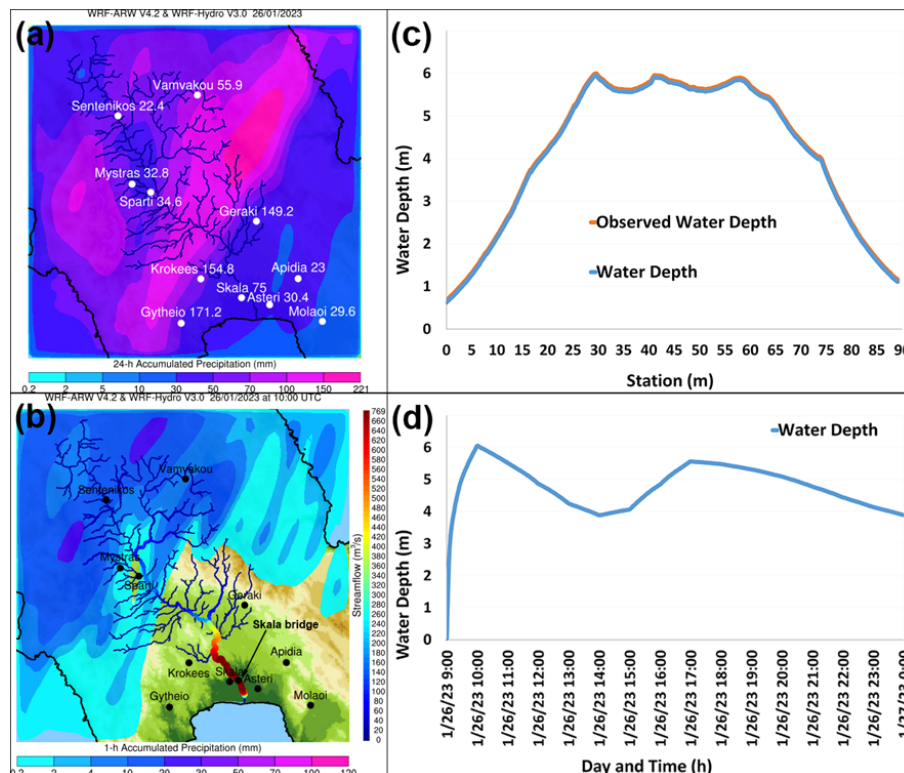 WRF-ARW V4.2 & WRF-Hydro V3.0 26/01/2023
(a)
Vamvakou 55.9
Sentenikos 22.4
Mystras 32.8
Sparti 34.6
Geraki 149.2
Krokees 154.8
Apidia 23
Skala 75
Asteri 30.4
Gytheio 171.2
Molaoi 29.6
24-h Accumulated Precipitation (mm)
0.2 2 5 10 30 50 70 100 150 221
(c)
Water Depth (m)
6
5
4
3
2
1
0
Observed Water Depth
Water Depth
0 5 10 15 20 25 30 35 40 45 50 55 60 65 70 75 80 85 90
Station (m)
WRF-ARW V4.2 & WRF-Hydro V3.0 26/01/2023 at 10:00 UTC
(b)
Vamvakou
Sentenikos
Mystras
Sparti
Geraki
Skala bridge
Krokees
Apidia
Skala
Asteri
Gytheio
Molaoi
769
660
640
620
600
580
560
540
520
500
480
460
440
420
400
380
360
340
320
300
280
260
240
220
200
180
160
140
120
100
80
60
40
20
0
Streamflow (m³/s)
1-h Accumulated Precipitation (mm)
0.2 2 4 10 30 50 70 100 120
(d)
Water Depth
Water Depth (m)
6
5
4
3
2
1
0
1/26/23 9:00
1/26/23 10:00
1/26/23 11:00
1/26/23 12:00
1/26/23 13:00
1/26/23 14:00
1/26/23 15:00
1/26/23 16:00
1/26/23 17:00
1/26/23 18:00
1/26/23 19:00
1/26/23 20:00
1/26/23 21:00
1/26/23 22:00
1/26/23 23:00
Day and Time (h)